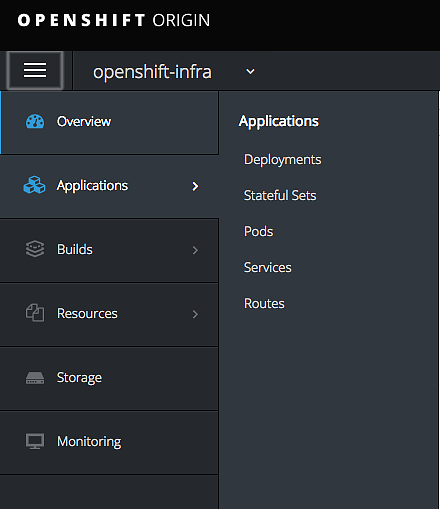 OPENSHIFT ORIGIN
openshift-infra
Overview
Applications
Builds
Resources
Storage
Monitoring
Applications
Deployments
Stateful Sets
Pods
Services
Routes